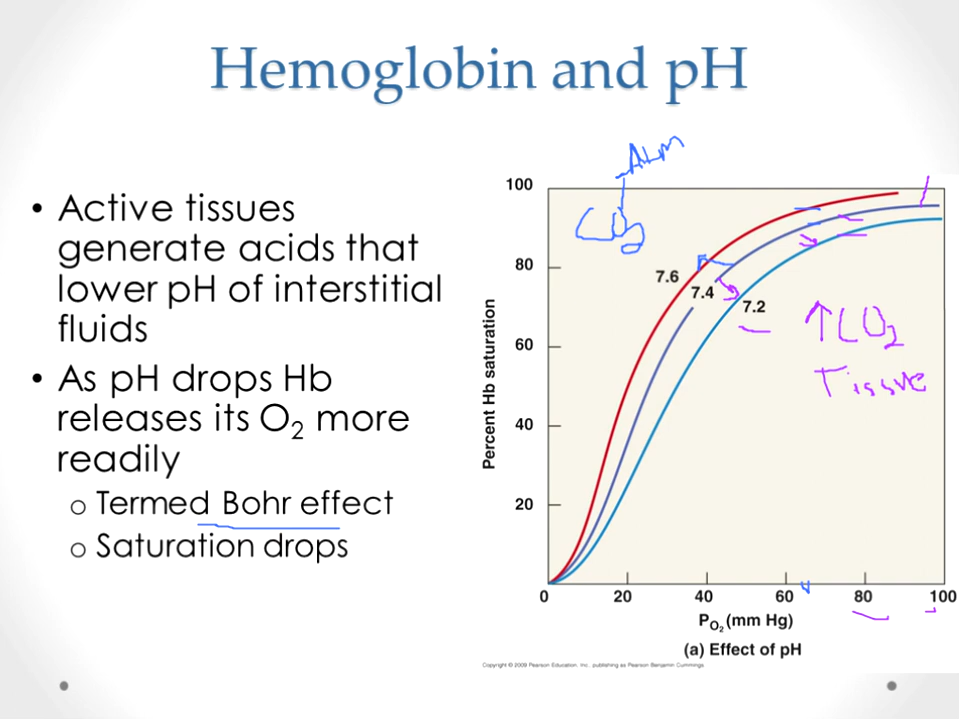 Hemoglobin and pH
• Active tissues
generate acids that
lower pH of interstitial
fluids
• As pH drops Hb
releases its O₂ more
readily
o Termed Bohr effect
o Saturation drops
Atm
CO₂
100
80
60
40
20
Percent Hb saturation
7.6
7.4
7.2
↑CO₂
Tissue
0 20 40 60 80 100
PO₂ (mm Hg)
(a) Effect of pH
Copyright © 2009 Pearson Education, Inc. publishing as Pearson Benjamin Cummings